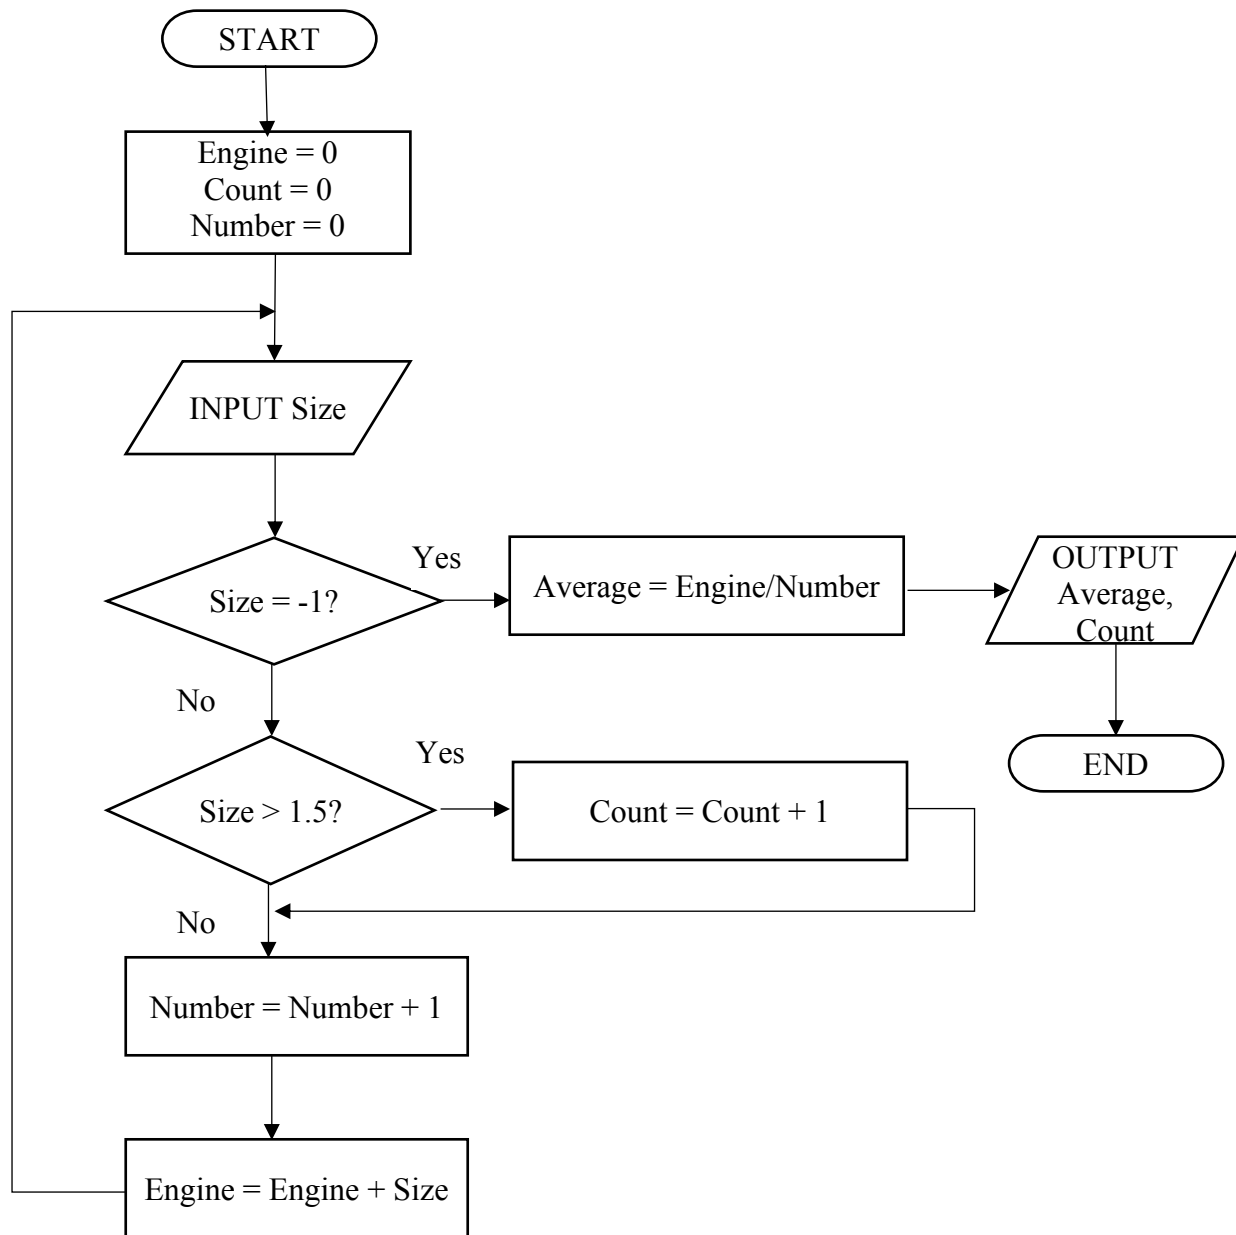 START
Engine = 0
Count = 0
Number = 0
INPUT Size
Size = -1?
Yes
Average = Engine/Number
OUTPUT
Average,
Count
END
No
Size > 1.5?
Yes
Count = Count + 1
No
Number = Number + 1
Engine = Engine + Size